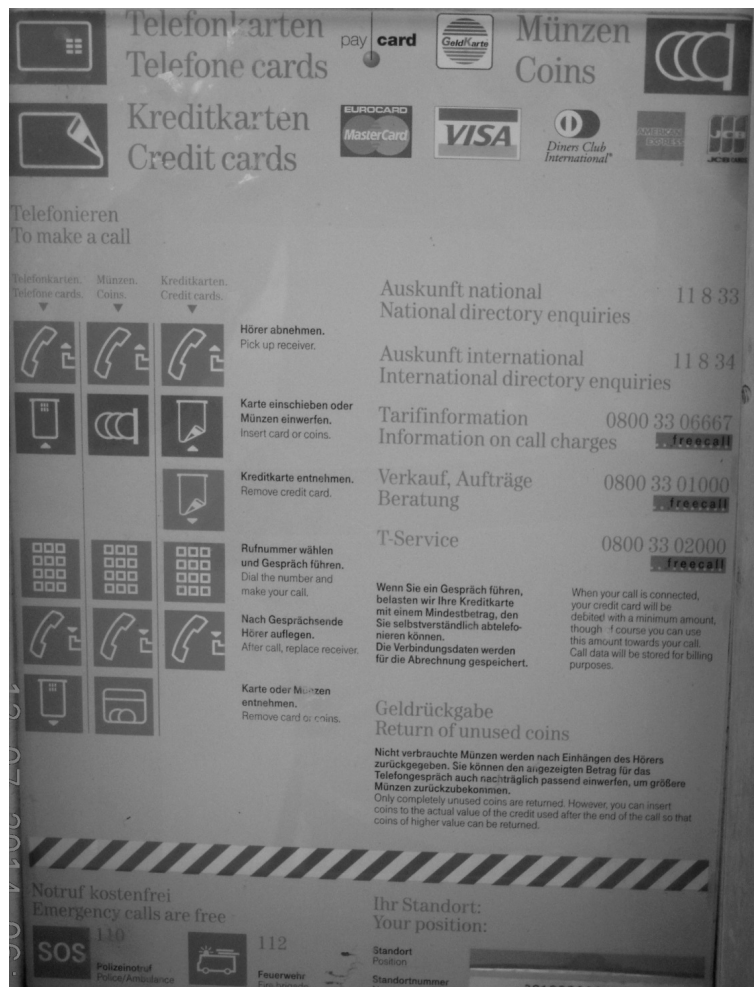 Telefonkarten
Telefone cards
pay card
GeldKarte
Münzen
Coins
Kreditkarten
Credit cards
EUROCARD
MasterCard
VISA
Diners Club
International
AMERICAN
EXPRESS
JCB
JCB
Telefonieren
To make a call
Telefonkarten.
Telefone cards.
Münzen.
Coins.
Kreditkarten.
Credit cards.
Hörer abnehmen.
Pick up receiver.
Karte einschieben oder
Münzen einwerfen.
Insert card or coins.
Kreditkarte entnehmen.
Remove credit card.
Rufnummer wählen
und Gespräch führen.
Dial the number and
make your call.
Nach Gesprächsende
Hörer auflegen.
After call, replace receiver.
Karte oder Münzen
entnehmen.
Remove card or coins.
Auskunft national 11 8 33
National directory enquiries
Auskunft international 11 8 34
International directory enquiries
Tarifinformation 0800 33 06667
Information on call charges freecall
Verkauf, Aufträge 0800 33 01000
Beratung freecall
T-Service 0800 33 02000
freecall
Wenn Sie ein Gespräch führen,
belasten wir Ihre Kreditkarte
mit einem Mindestbetrag, den
Sie selbstverständlich abtelefo-
nieren können.
Die Verbindungsdaten werden
für die Abrechnung gespeichert.
When your call is connected,
your credit card will be
debited with a minimum amount,
though of course you can use
this amount towards your call.
Call data will be stored for billing
purposes.
Geldrückgabe
Return of unused coins
Nicht verbrauchte Münzen werden nach Einhängen des Hörers
zurückgegeben. Sie können den angezeigten Betrag für das
Telefongespräch auch nachträglich passend einwerfen, um größere
Münzen zurückzubekommen.
Only completely unused coins are returned. However, you can insert
coins to the actual value of the credit used after the end of the call so that
coins of higher value can be returned.
Notruf kostenfrei
Emergency calls are free
SOS
110
Polizeinotruf
Police/Ambulance
112
Feuerwehr
Fire brigade
Ihr Standort:
Your position:
Standort
Position
Standortnummer